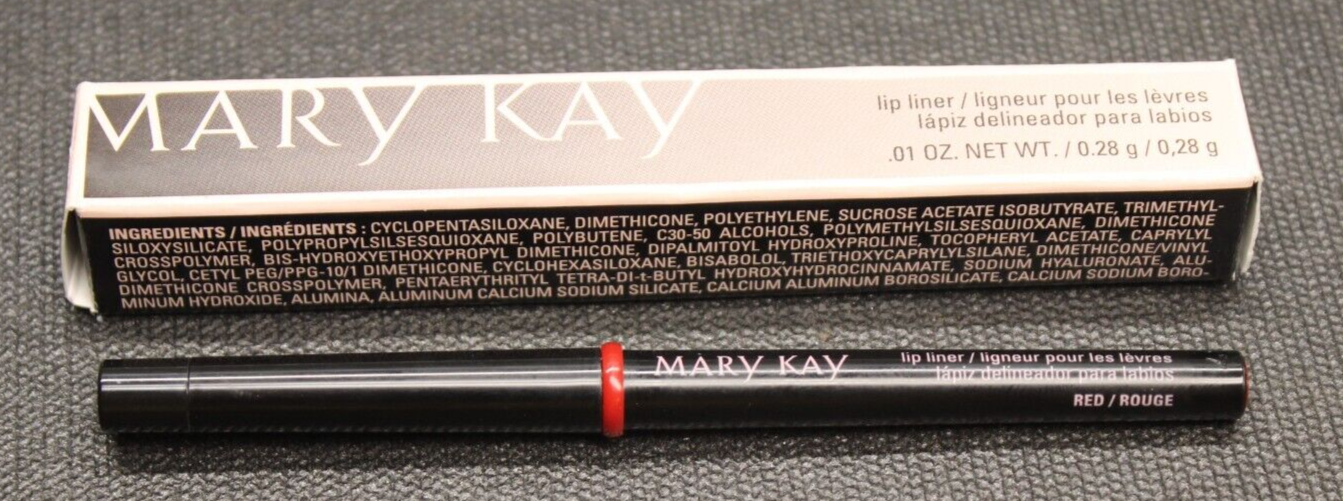 MARY KAY
lip liner / ligneur pour les lèvres
lápiz delineador para labios
.01 OZ. NET WT. / 0.28 g / 0,28 g
INGREDIENTS / INGRÉDIENTS : CYCLOPENTASILOXANE, DIMETHICONE, POLYETHYLENE, SUCROSE ACETATE ISOBUTYRATE, TRIMETHYL-
SILOXYSILICATE, POLYPROPYLSILSESQUIOXANE, POLYBUTENE, C30-50 ALCOHOLS, POLYMETHYLSILSESQUIOXANE, DIMETHICONE
CROSSPOLYMER, BIS-HYDROXYETHOXYPROPYL DIMETHICONE, DIPALMITOYL HYDROXYPROLINE, TOCOPHERYL ACETATE, CAPRYLYL
GLYCOL, CETYL PEG/PPG-10/1 DIMETHICONE, CYCLOHEXASILOXANE, BISABOLOL, TRIETHOXYCAPRYLYLSILANE, DIMETHICONE/VINYL
DIMETHICONE CROSSPOLYMER, PENTAERYTHRITYL TETRA-DI-t-BUTYL HYDROXYHYDROCINNAMATE, SODIUM HYALURONATE, ALU-
MINUM HYDROXIDE, ALUMINA, ALUMINUM CALCIUM SODIUM SILICATE, CALCIUM ALUMINUM BOROSILICATE, CALCIUM SODIUM BORO-
MARY KAY
lip liner / ligneur pour les lèvres
lápiz delineador para labios
RED / ROUGE